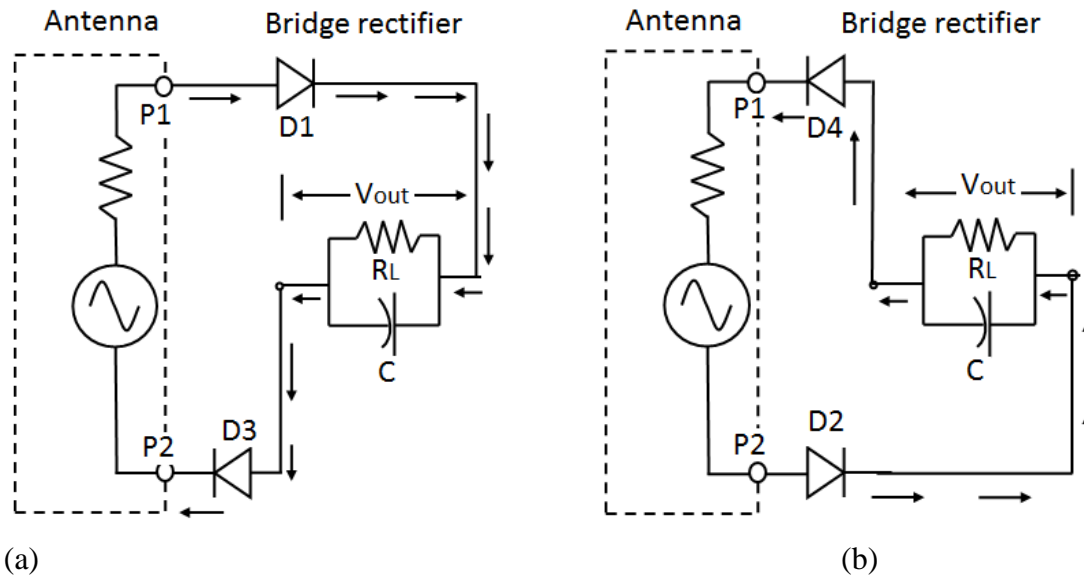 Antenna Bridge rectifier
P1
D1
Vout
RL
C
D3
P2
(a)
Antenna Bridge rectifier
P1
D4
Vout
RL
C
D2
P2
(b)